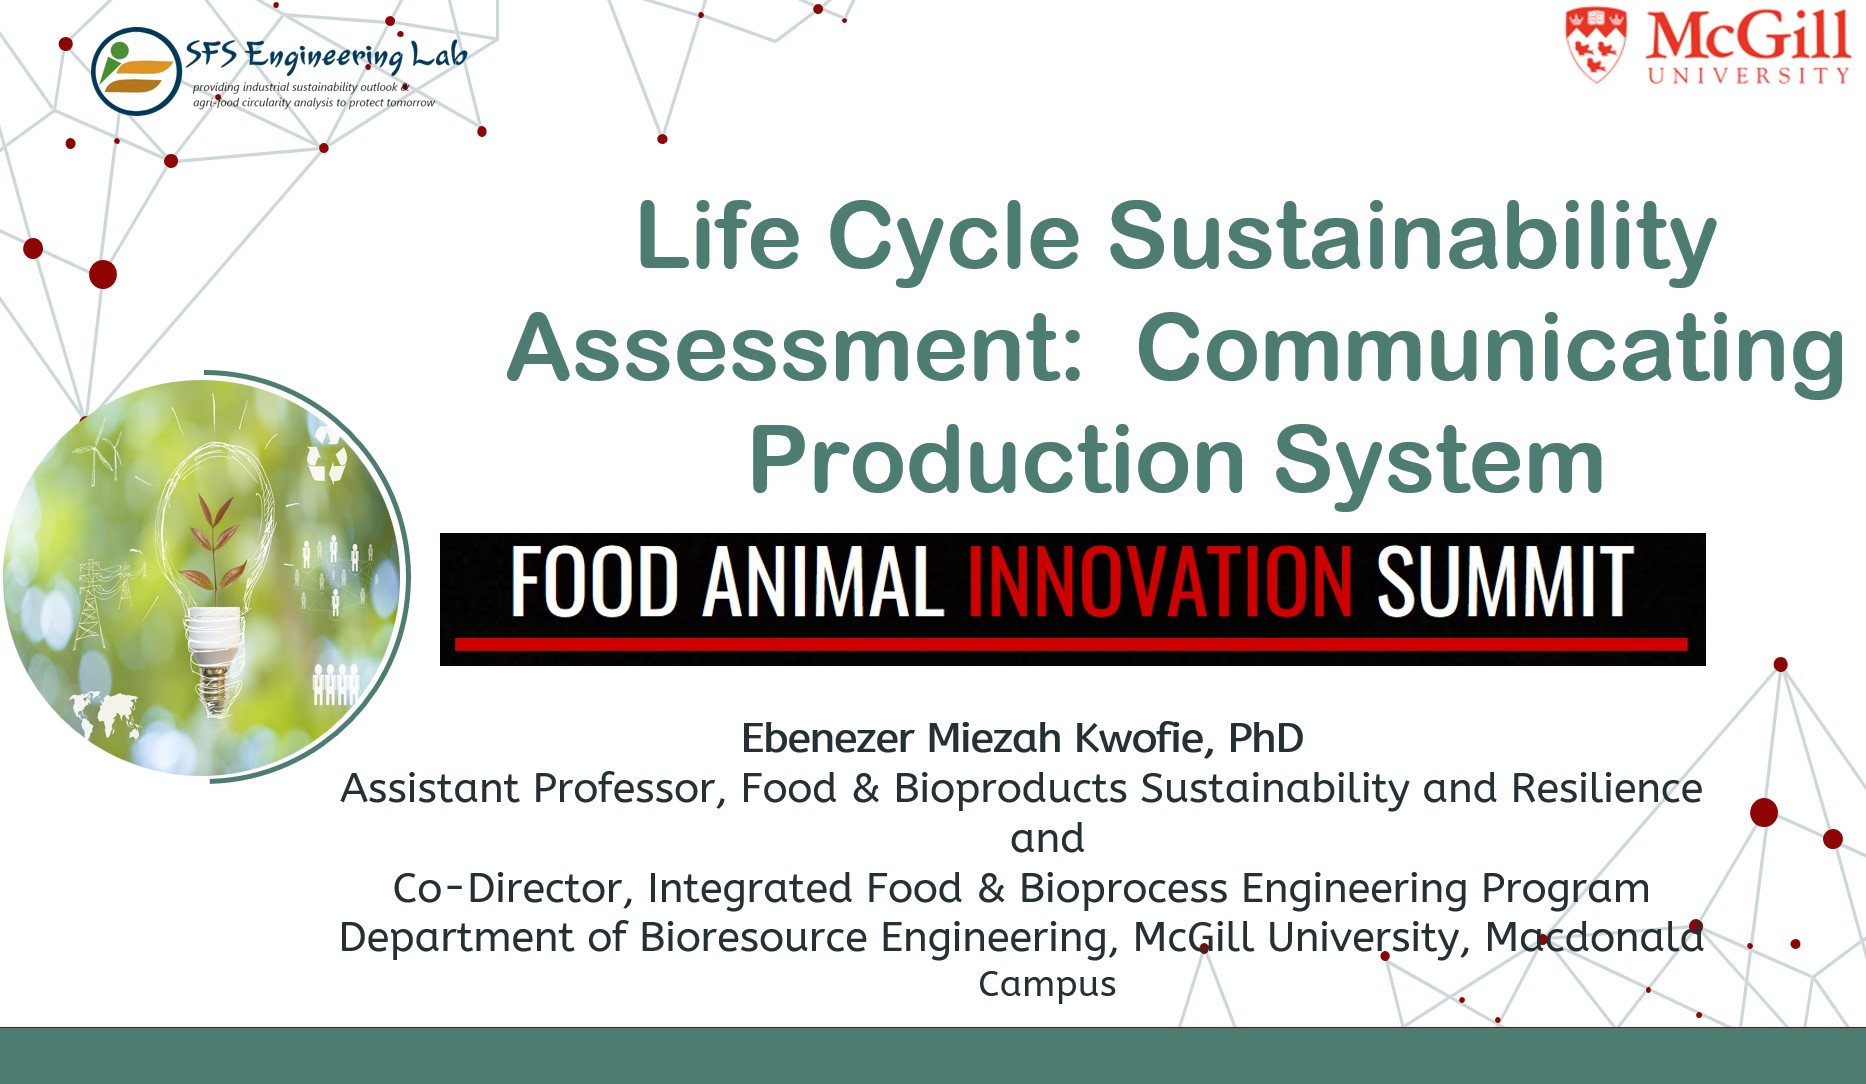 SFS Engineering Lab
providing industrial sustainability outlook &
agri-food circularity analysis to protect tomorrow
McGill
UNIVERSITY
Life Cycle Sustainability
Assessment:  Communicating
Production System
FOOD ANIMAL INNOVATION SUMMIT
Ebenezer Miezah Kwofie, PhD
Assistant Professor, Food & Bioproducts Sustainability and Resilience
and
Co-Director, Integrated Food & Bioprocess Engineering Program
Department of Bioresource Engineering, McGill University, Macdonald
Campus